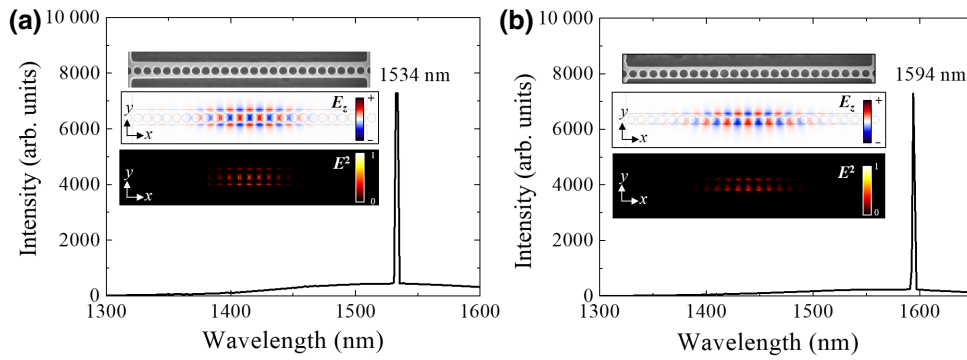 (a)
10 000
8000
6000
4000
2000
0
Intensity (arb. units)
1534 nm
E_z
+
−
y
x
E²
1
0
y
x
1300
1400
1500
1600
Wavelength (nm)
(b)
10 000
8000
6000
4000
2000
0
Intensity (arb. units)
1594 nm
E_z
+
−
y
x
E²
1
0
y
x
1300
1400
1500
1600
Wavelength (nm)